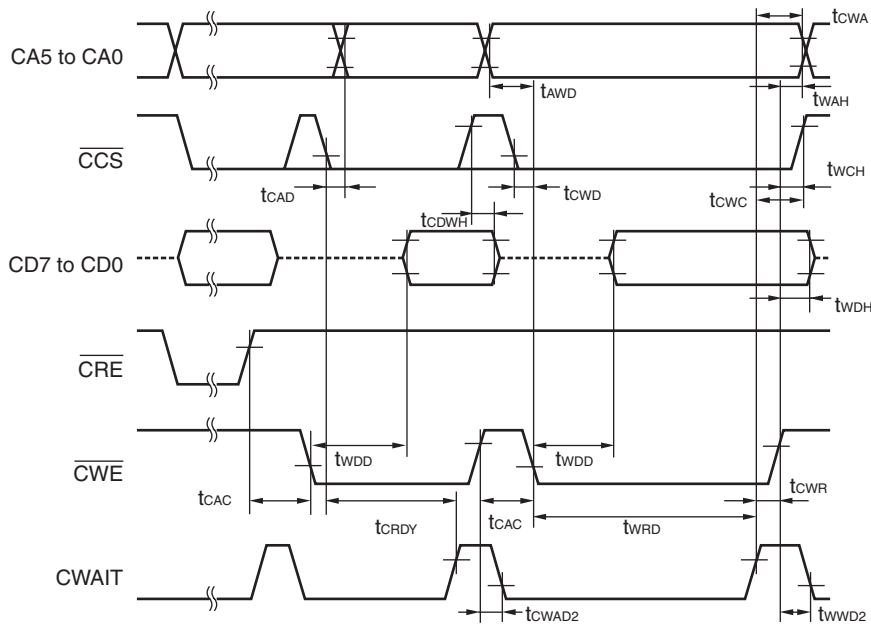 tCWA
CA5 to CA0
tAWD
tWAH
CCS
tCAD
tCWD
tWCH
tCDWH
tCWC
CD7 to CD0
tWDH
CRE
tWDD
tWDD
CWE
tCAC
tCRDY
tCAC
tWRD
tCWR
CWAIT
tCWAD2
tWWD2